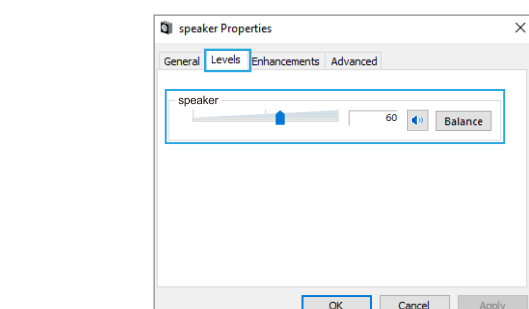 speaker Properties
General Levels Enhancements Advanced
speaker
60 Balance
OK Cancel Apply